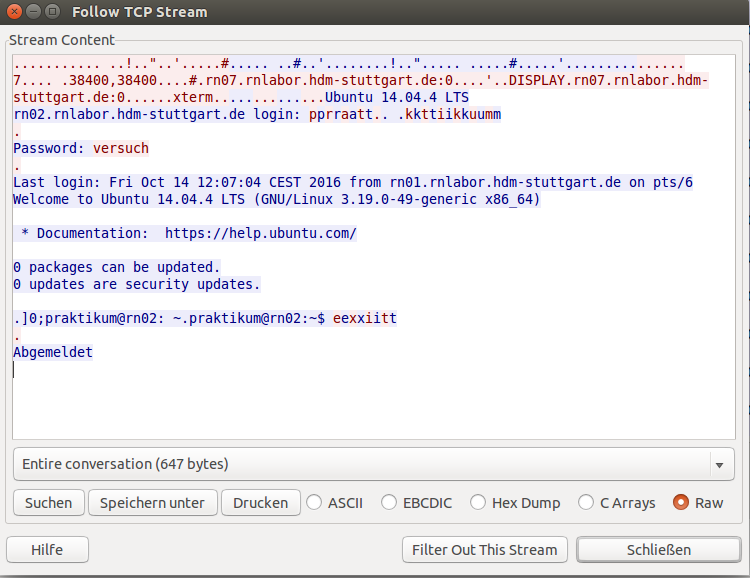 Follow TCP Stream
Stream Content
........... ..!.."..'.....#..... ..#..'........!.."..... .....#.....'...............
7.... .38400,38400....#.rn07.rnlabor.hdm-stuttgart.de:0....'..DISPLAY.rn07.rnlabor.hdm-
stuttgart.de:0......xterm..............Ubuntu 14.04.4 LTS
rn02.rnlabor.hdm-stuttgart.de login: pprraatt.. .kkttiikkuumm
.
Password: versuch
.
Last login: Fri Oct 14 12:07:04 CEST 2016 from rn01.rnlabor.hdm-stuttgart.de on pts/6
Welcome to Ubuntu 14.04.4 LTS (GNU/Linux 3.19.0-49-generic x86_64)
* Documentation:  https://help.ubuntu.com/
0 packages can be updated.
0 updates are security updates.
.]0;praktikum@rn02: ~.praktikum@rn02:~$ eexxiitt
.
Abgemeldet
Entire conversation (647 bytes)
Suchen Speichern unter Drucken ASCII EBCDIC Hex Dump C Arrays Raw
Hilfe Filter Out This Stream Schließen